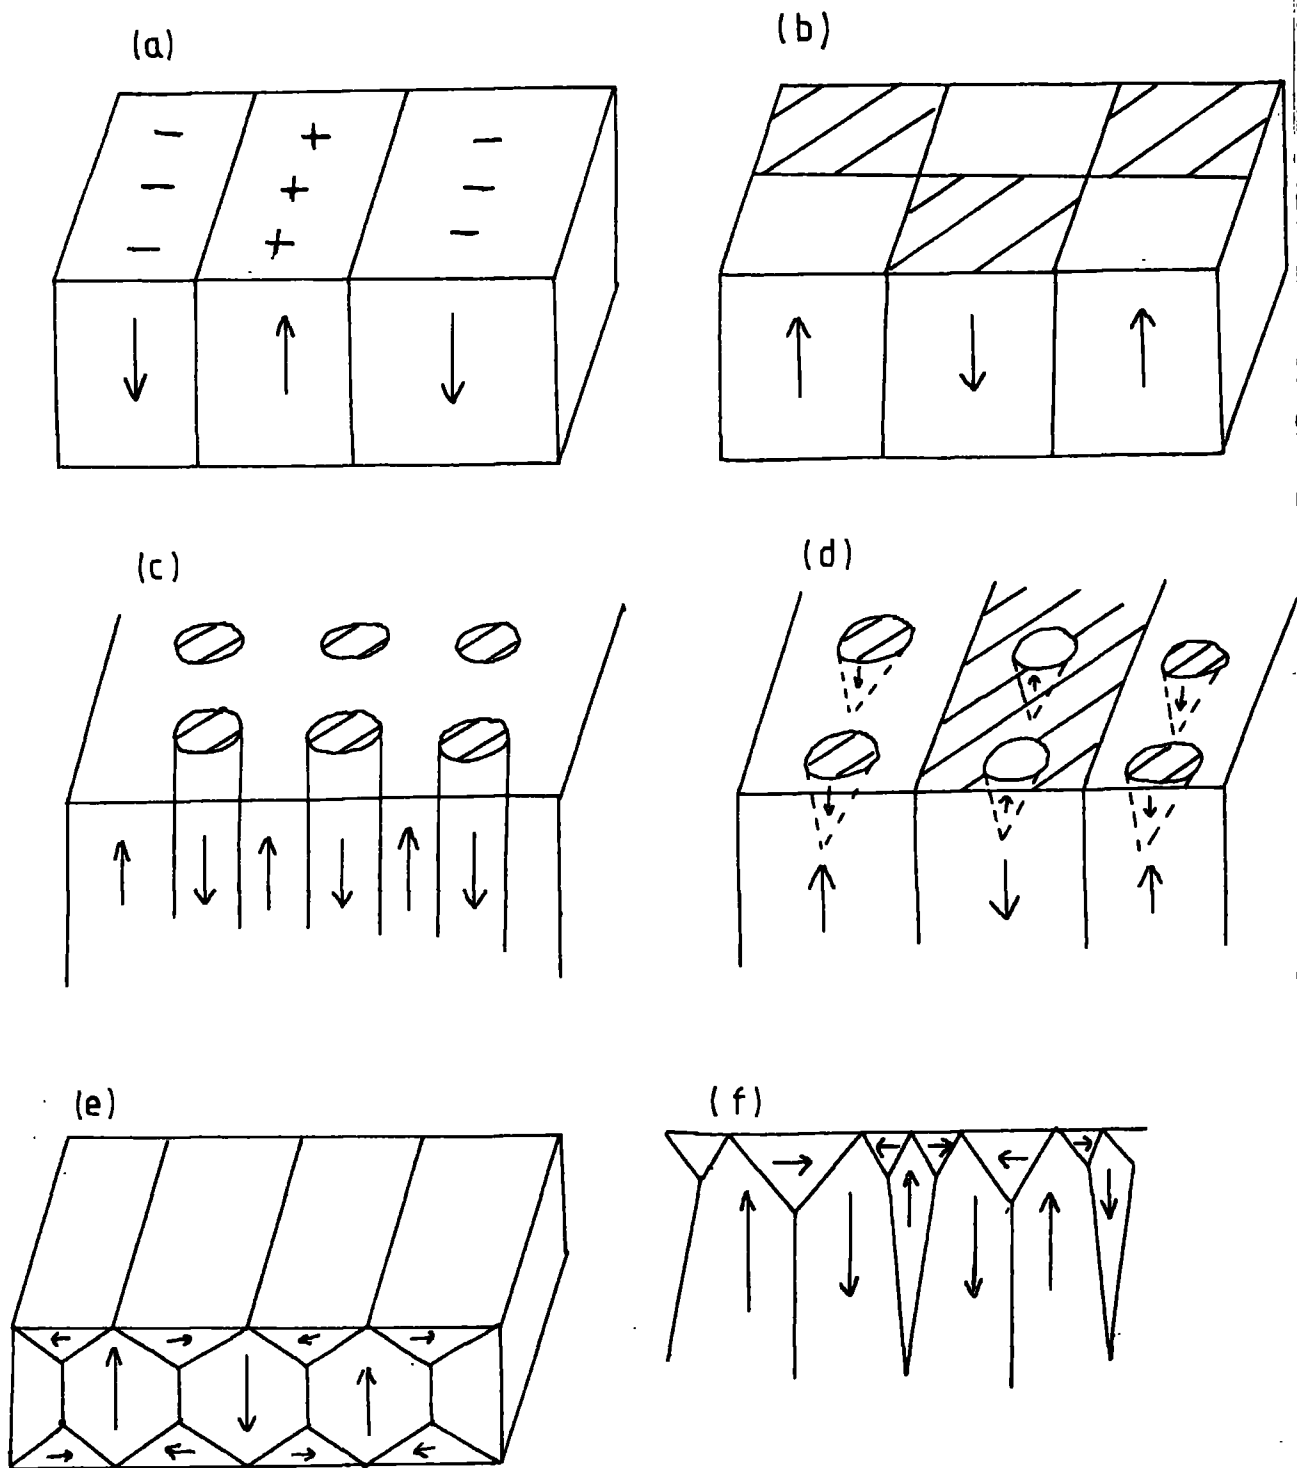 (a)
(b)
− + −
− + −
− + −
(c)
(d)
(e)
(f)